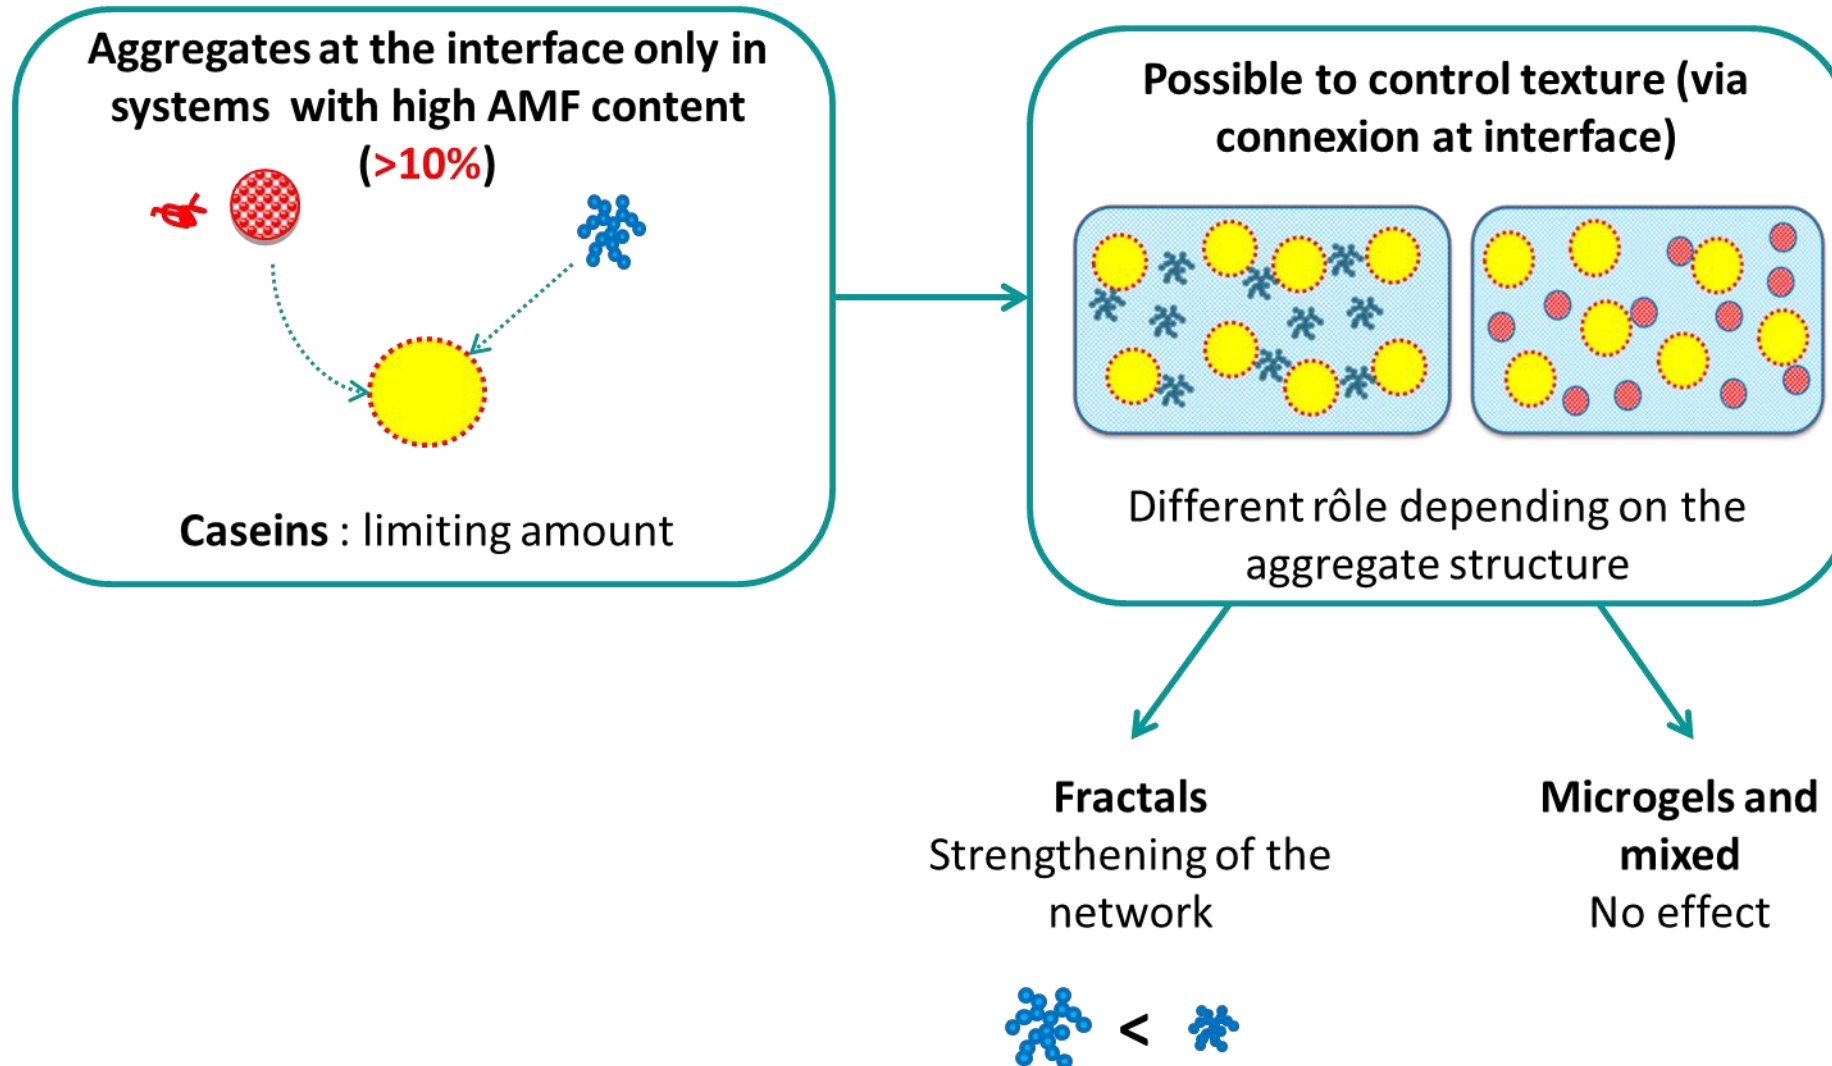 Aggregates at the interface only in
systems with high AMF content
(>10%)
Caseins : limiting amount
Possible to control texture (via
connexion at interface)
Different rôle depending on the
aggregate structure
Fractals
Strengthening of the
network
Microgels and
mixed
No effect
<